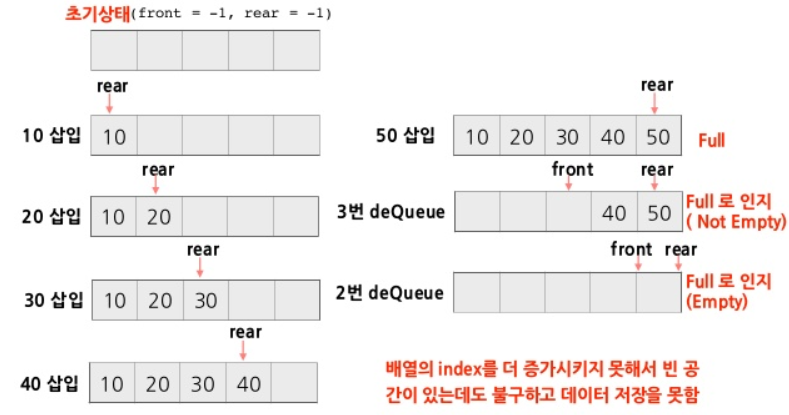 초기상태(front = -1, rear = -1)
rear
10 삽입 10
rear
20 삽입 10 20
rear
30 삽입 10 20 30
rear
40 삽입 10 20 30 40
rear
50 삽입 10 20 30 40 50 Full
front rear
3번 deQueue 40 50 Full 로 인지
( Not Empty)
front rear
2번 deQueue Full 로 인지
(Empty)
배열의 index를 더 증가시키지 못해서 빈 공
간이 있는데도 불구하고 데이터 저장을 못함